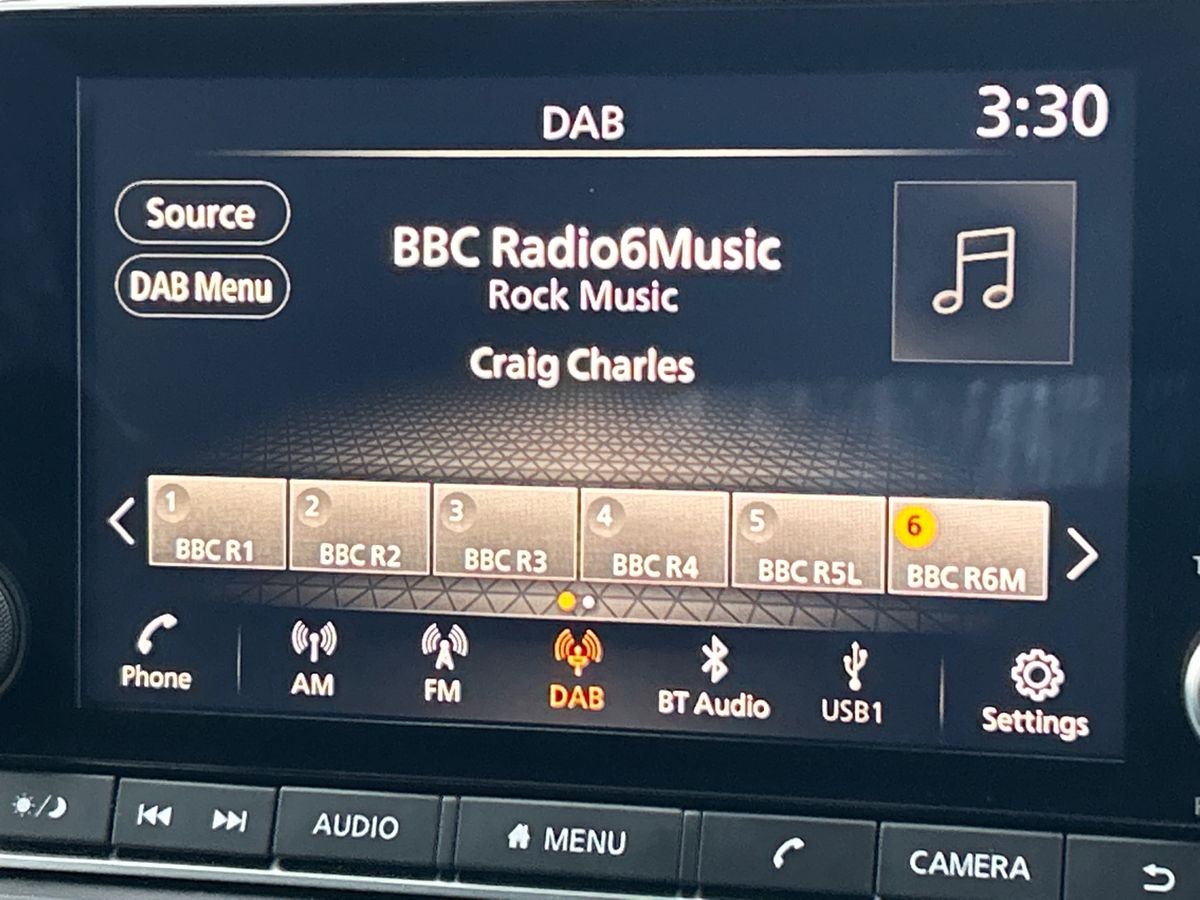 DAB
3:30
Source
DAB Menu
BBC Radio6Music
Rock Music
Craig Charles
1 2 3 4 5 6
BBC R1 BBC R2 BBC R3 BBC R4 BBC R5L BBC R6M
Phone AM FM DAB BT Audio USB1 Settings
AUDIO MENU CAMERA